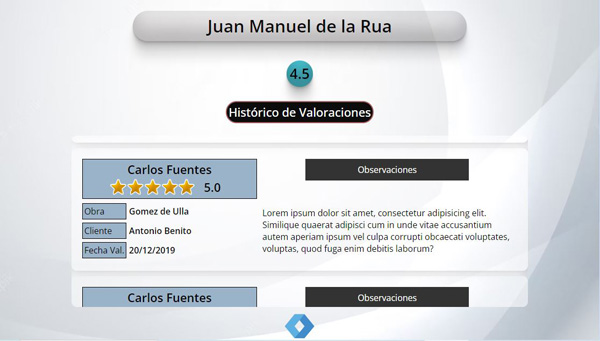 Juan Manuel de la Rua
4.5
Histórico de Valoraciones
Carlos Fuentes
5.0
Obra Gomez de Ulla
Cliente Antonio Benito
Fecha Val. 20/12/2019
Observaciones
Lorem ipsum dolor sit amet, consectetur adipisicing elit.
Similique quaerat adipisci cum in unde vitae accusantium
autem aperiam ipsum vel culpa corrupti obcaecati voluptates,
voluptas, quod fuga enim debitis laborum?
Carlos Fuentes
Observaciones